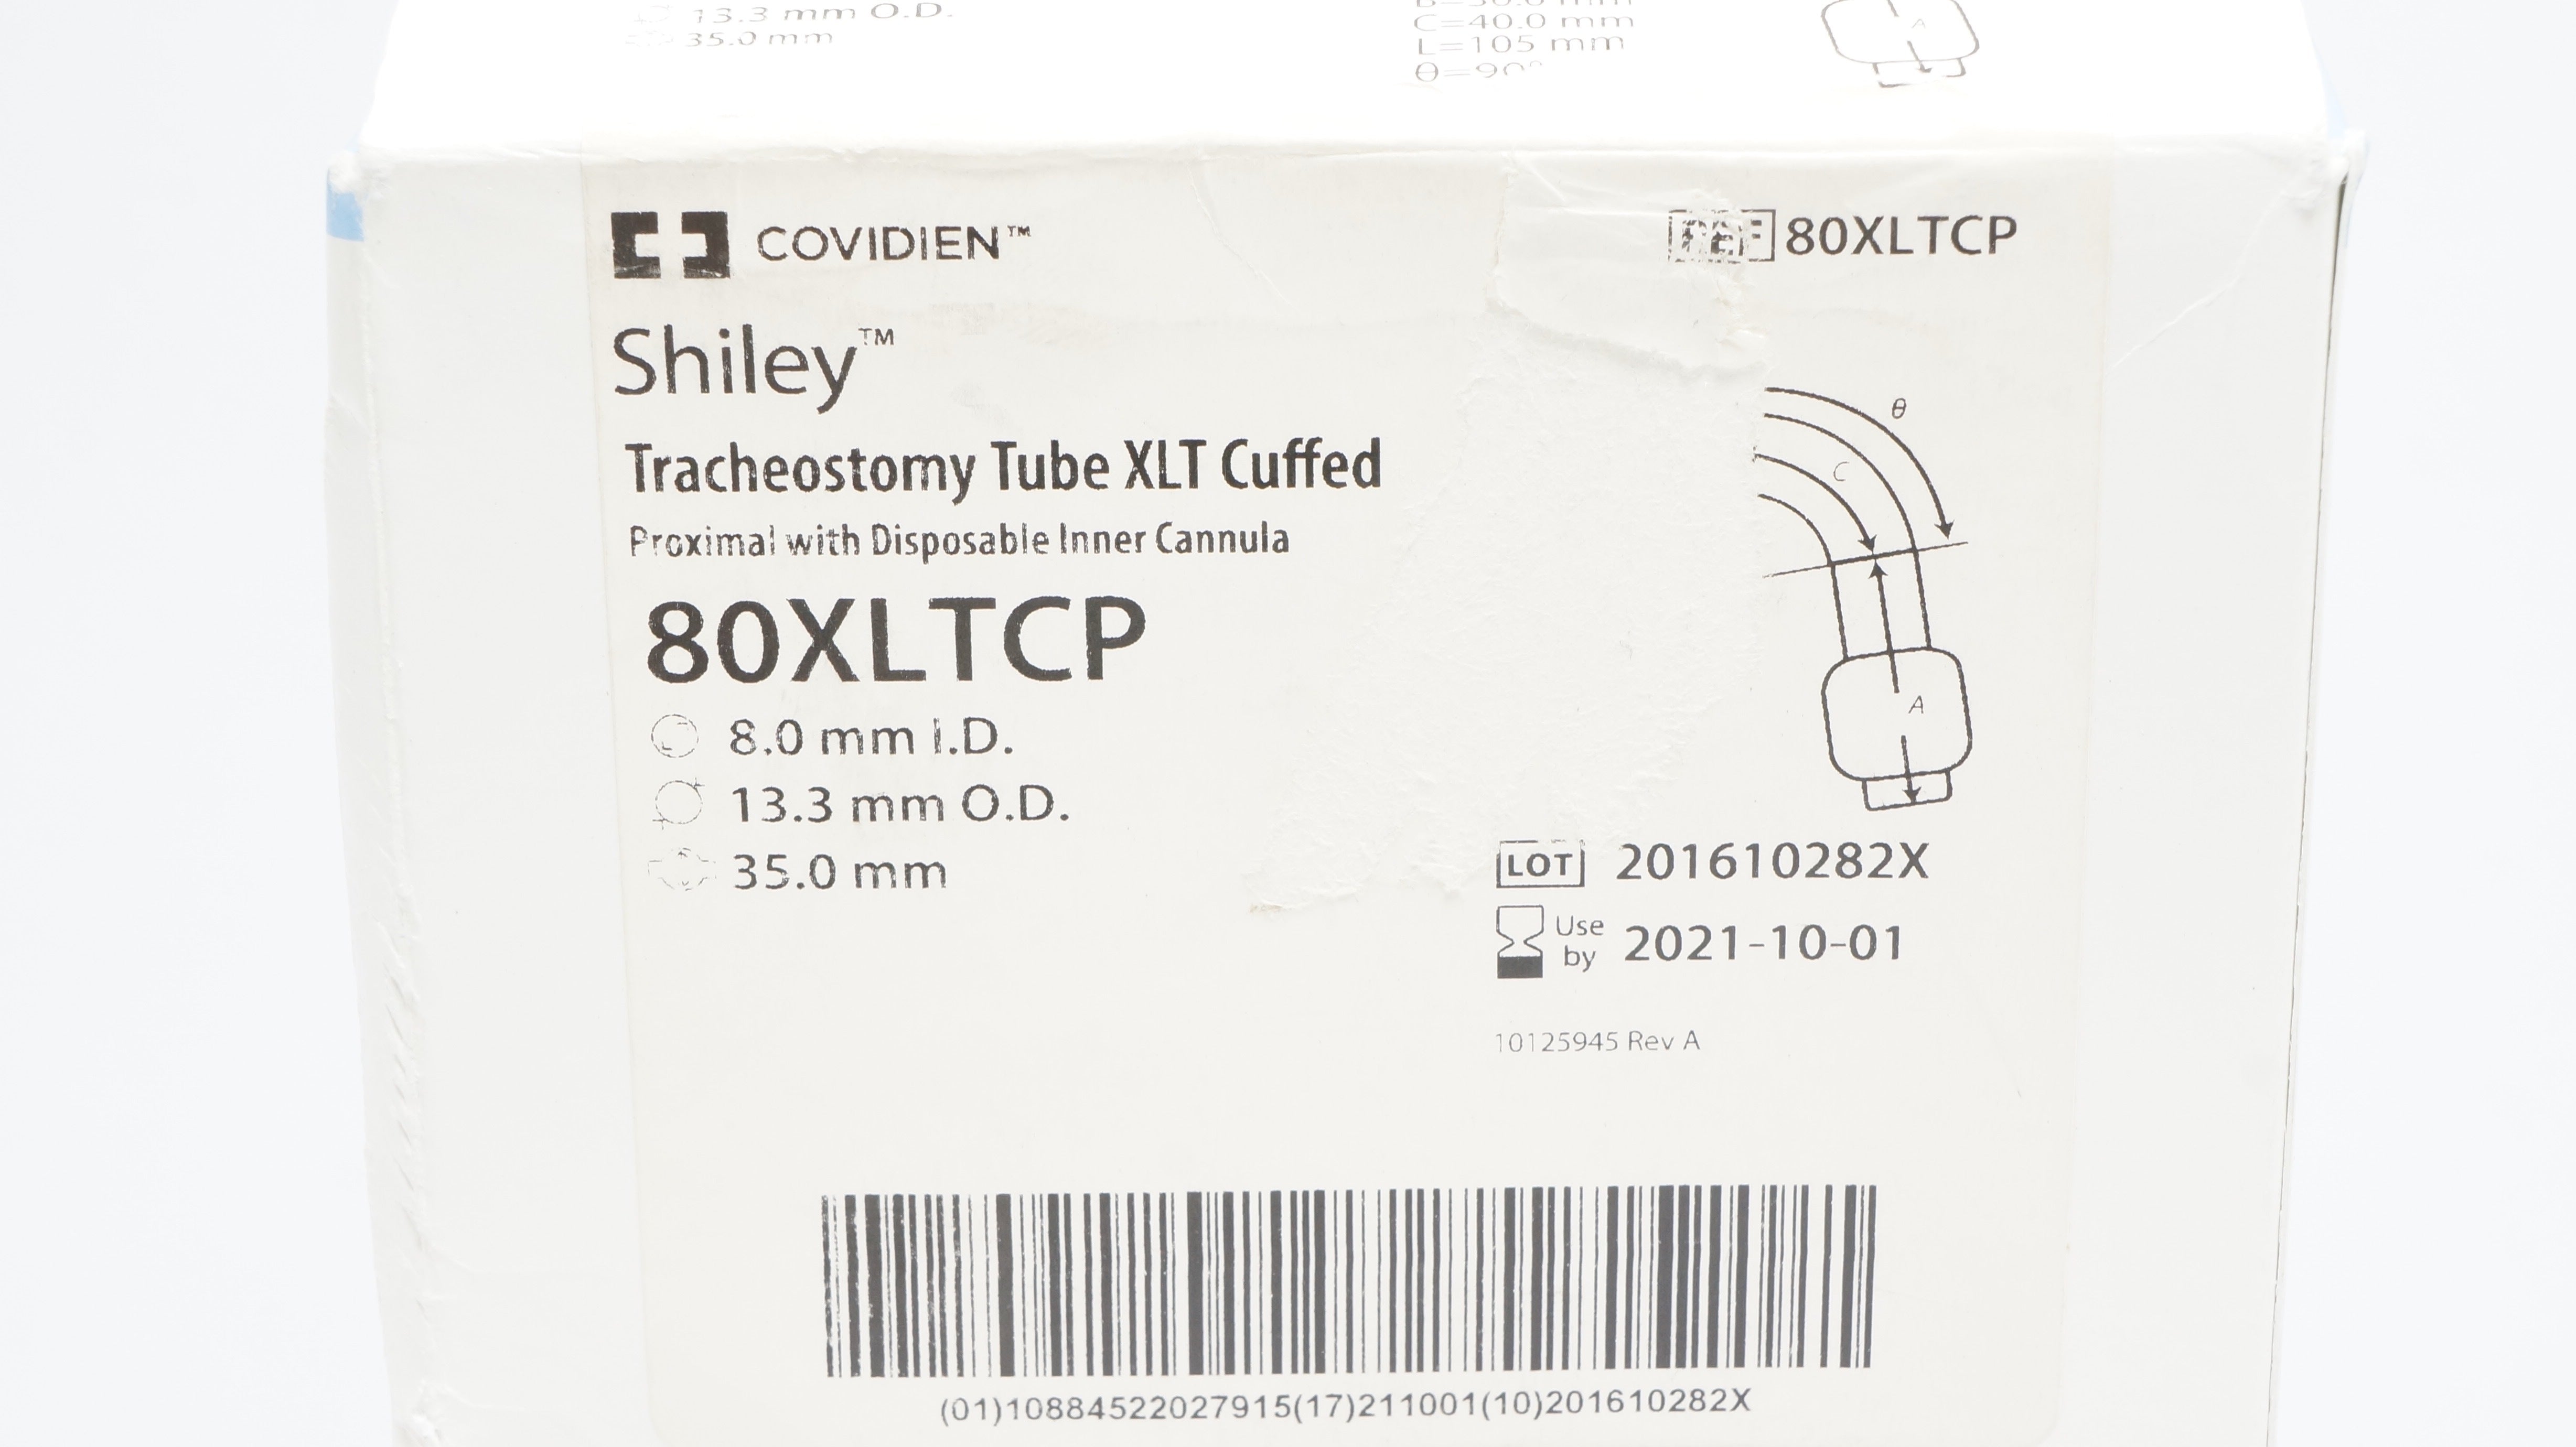 13.3 mm O.D.
35.0 mm
C=40.0 mm
L=105 mm
θ=90°
A
COVIDIEN™
REF 80XLTCP
Shiley™
Tracheostomy Tube XLT Cuffed
Proximal with Disposable Inner Cannula
80XLTCP
8.0 mm I.D.
13.3 mm O.D.
35.0 mm
θ
C
A
LOT 201610282X
Use by 2021-10-01
10125945 Rev A
(01)10884522027915(17)211001(10)201610282X